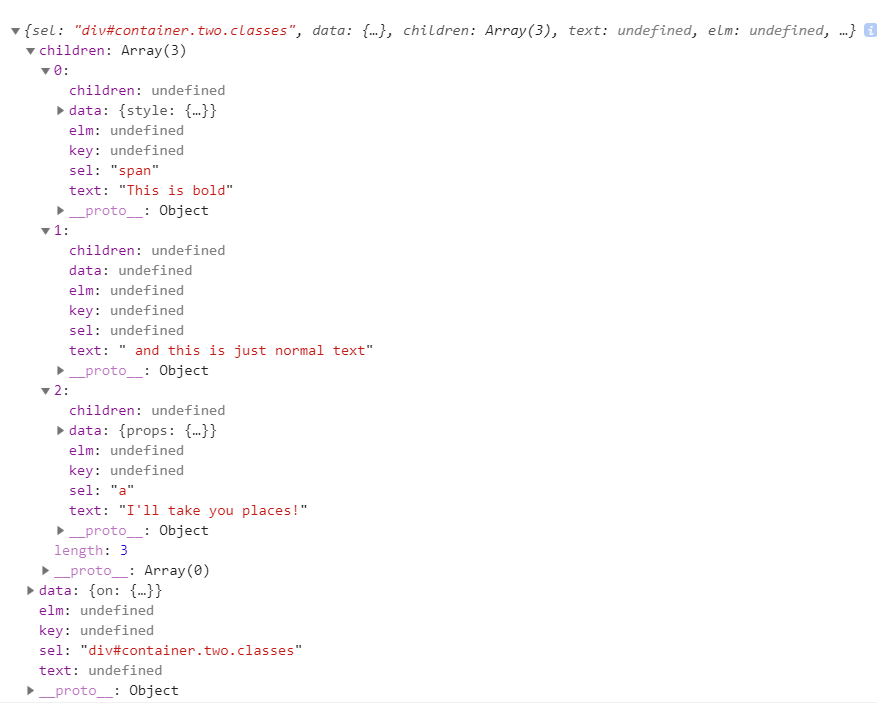 ▼{sel: "div#container.two.classes", data: {…}, children: Array(3), text: undefined, elm: undefined, …} i
▼children: Array(3)
▼0:
children: undefined
▶data: {style: {…}}
elm: undefined
key: undefined
sel: "span"
text: "This is bold"
▶__proto__: Object
▼1:
children: undefined
data: undefined
elm: undefined
key: undefined
sel: undefined
text: " and this is just normal text"
▶__proto__: Object
▼2:
children: undefined
▶data: {props: {…}}
elm: undefined
key: undefined
sel: "a"
text: "I'll take you places!"
▶__proto__: Object
length: 3
▶__proto__: Array(0)
▶data: {on: {…}}
elm: undefined
key: undefined
sel: "div#container.two.classes"
text: undefined
▶__proto__: Object